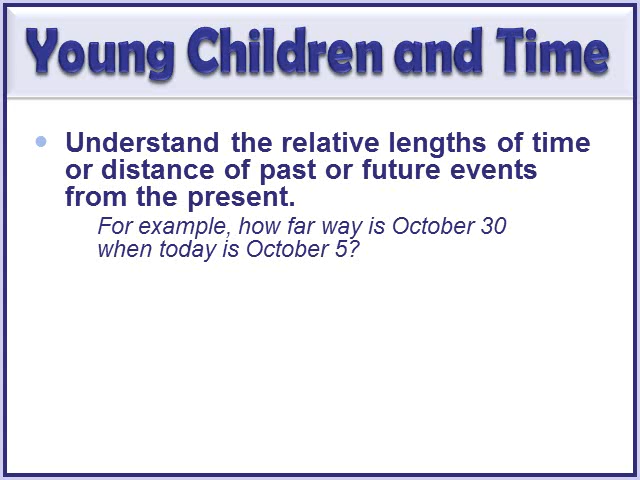 Young Children and Time
• Understand the relative lengths of time
or distance of past or future events
from the present.
For example, how far way is October 30
when today is October 5?